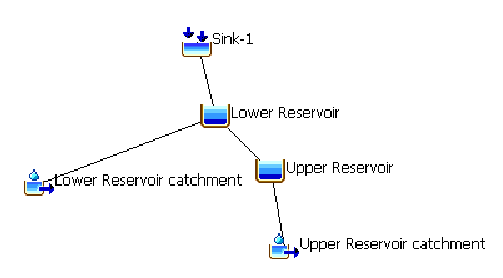 Sink-1
Lower Reservoir
Upper Reservoir
Lower Reservoir catchment
Upper Reservoir catchment